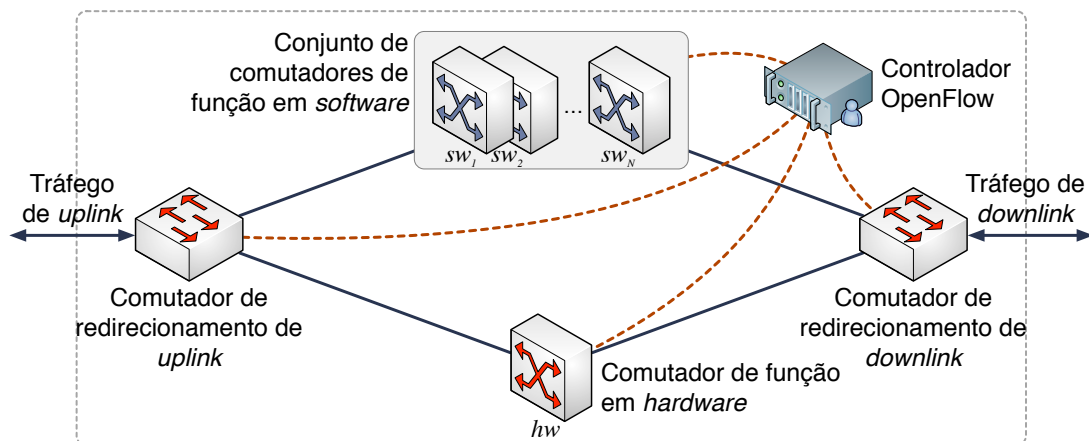 Conjunto de
comutadores de
função em software
sw1 sw2 ... swN
Controlador
OpenFlow
Tráfego
de uplink
Tráfego de
downlink
Comutador de
redirecionamento de
uplink
Comutador de
redirecionamento de
downlink
Comutador de função
em hardware
hw